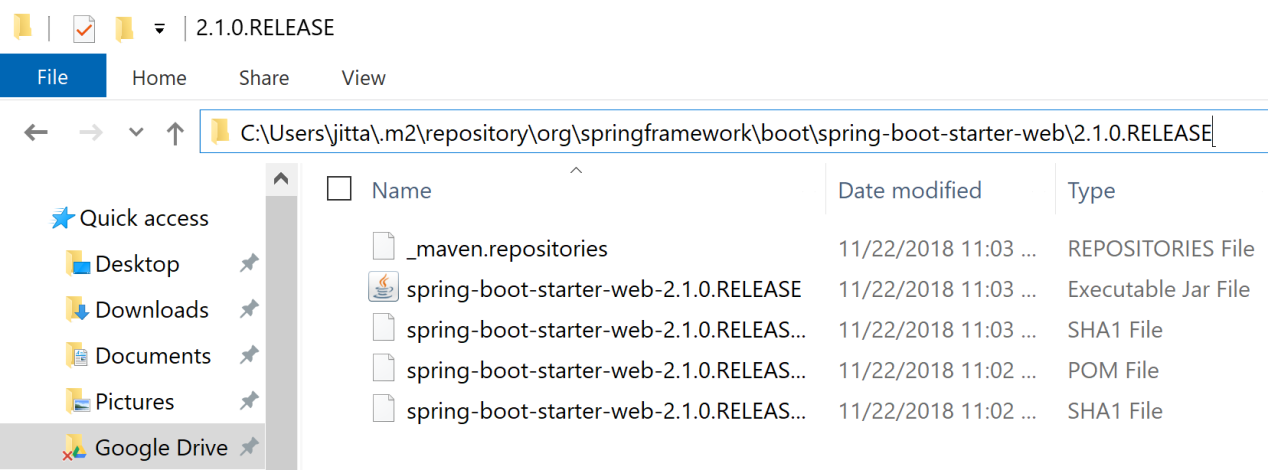 2.1.0.RELEASE
File Home Share View
C:\Users\jitta\.m2\repository\org\springframework\boot\spring-boot-starter-web\2.1.0.RELEASE
Name Date modified Type
Quick access
Desktop
Downloads
Documents
Pictures
Google Drive
_maven.repositories 11/22/2018 11:03 ... REPOSITORIES File
spring-boot-starter-web-2.1.0.RELEASE 11/22/2018 11:03 ... Executable Jar File
spring-boot-starter-web-2.1.0.RELEAS... 11/22/2018 11:03 ... SHA1 File
spring-boot-starter-web-2.1.0.RELEAS... 11/22/2018 11:02 ... POM File
spring-boot-starter-web-2.1.0.RELEAS... 11/22/2018 11:02 ... SHA1 File